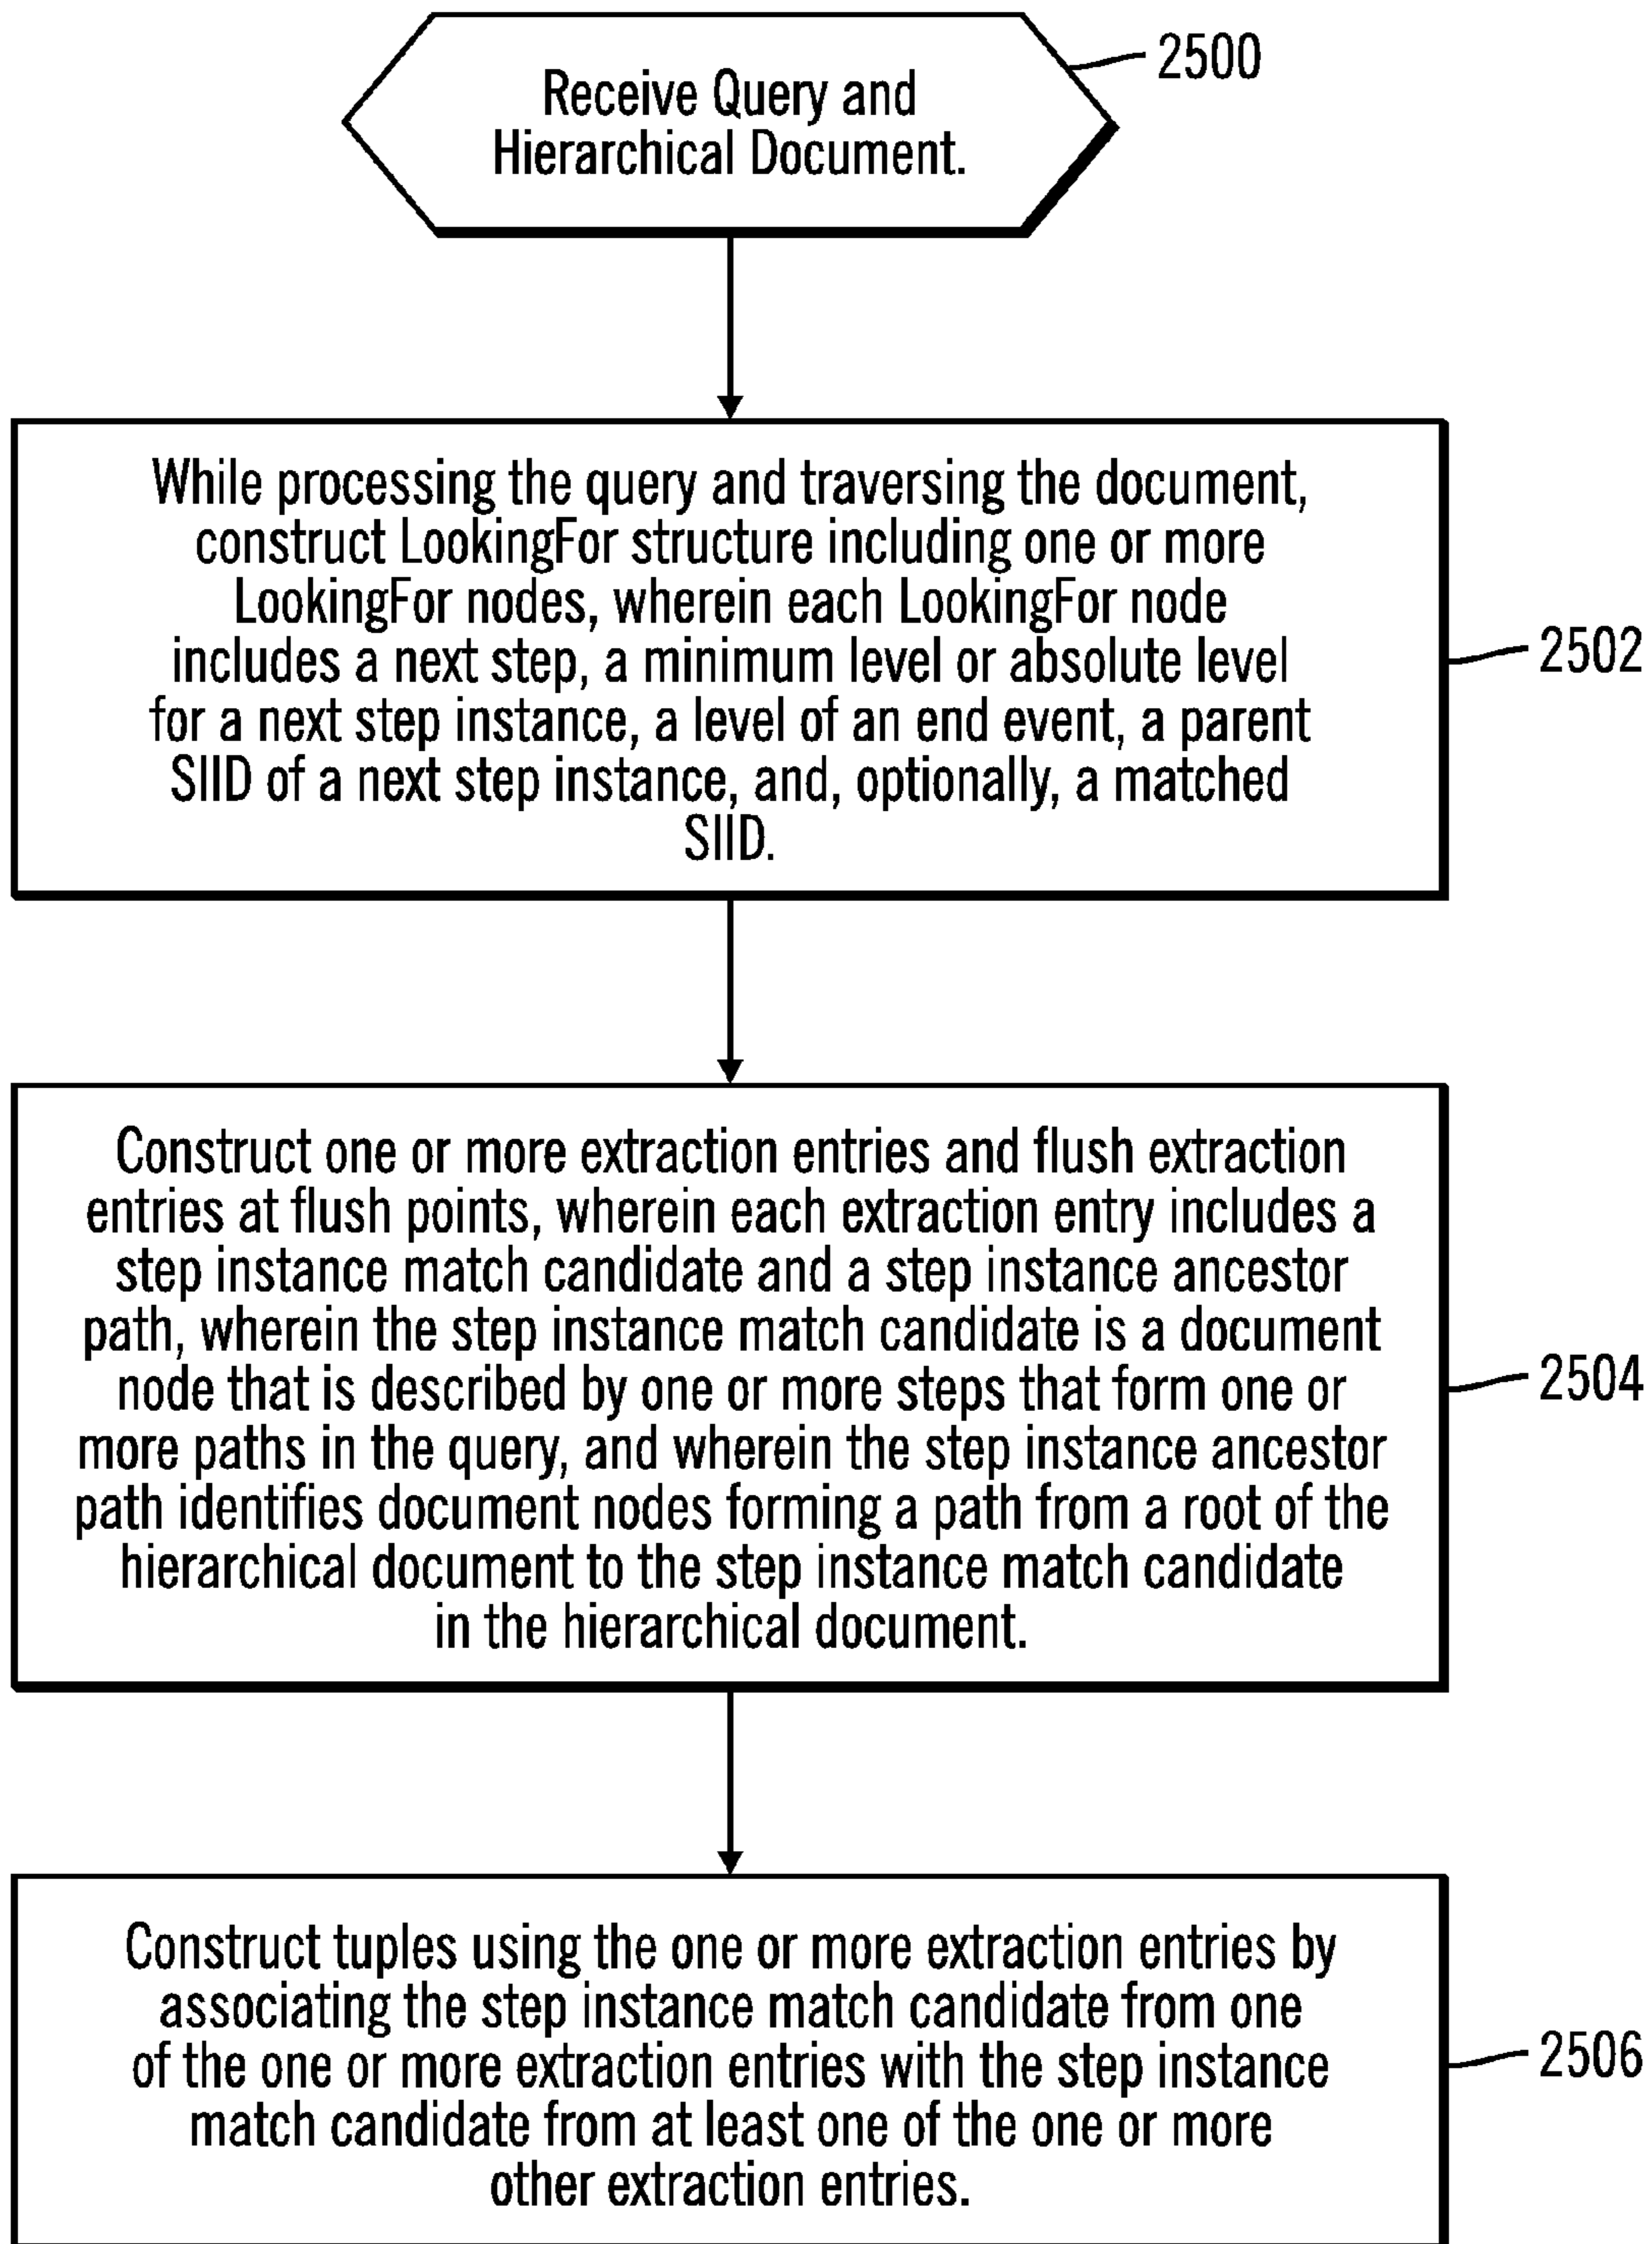 Receive Query and
Hierarchical Document.
2500
While processing the query and traversing the document,
construct LookingFor structure including one or more
LookingFor nodes, wherein each LookingFor node
includes a next step, a minimum level or absolute level
for a next step instance, a level of an end event, a parent
SIID of a next step instance, and, optionally, a matched
SIID.
2502
Construct one or more extraction entries and flush extraction
entries at flush points, wherein each extraction entry includes a
step instance match candidate and a step instance ancestor
path, wherein the step instance match candidate is a document
node that is described by one or more steps that form one or
more paths in the query, and wherein the step instance ancestor
path identifies document nodes forming a path from a root of the
hierarchical document to the step instance match candidate
in the hierarchical document.
2504
Construct tuples using the one or more extraction entries by
associating the step instance match candidate from one
of the one or more extraction entries with the step instance
match candidate from at least one of the one or more
other extraction entries.
2506